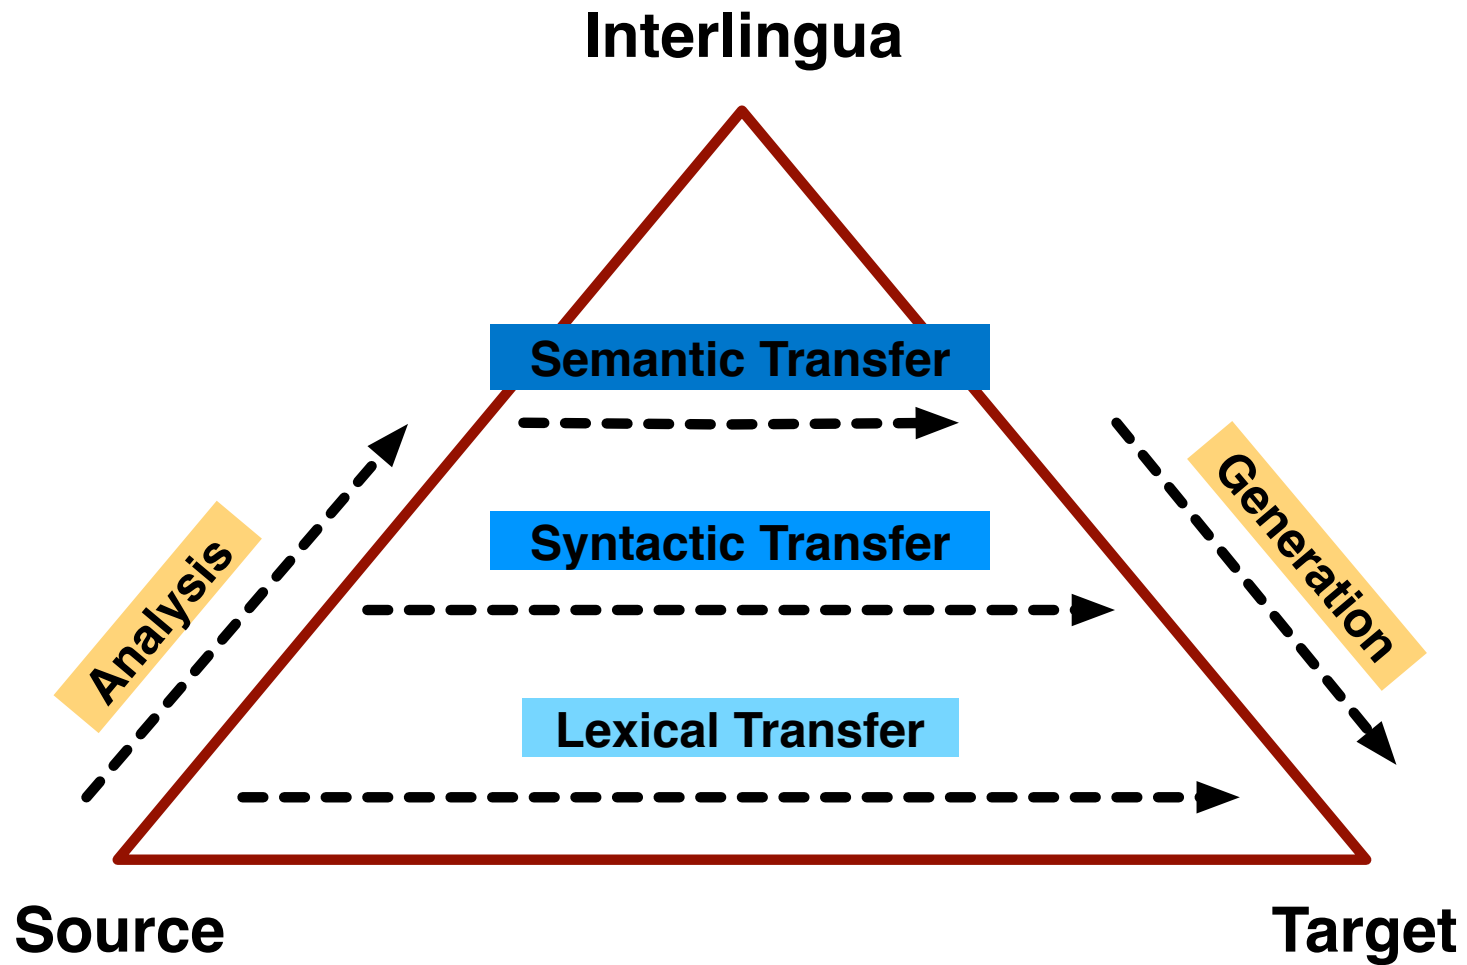 Interlingua
Semantic Transfer
Syntactic Transfer
Lexical Transfer
Analysis
Generation
Source
Target